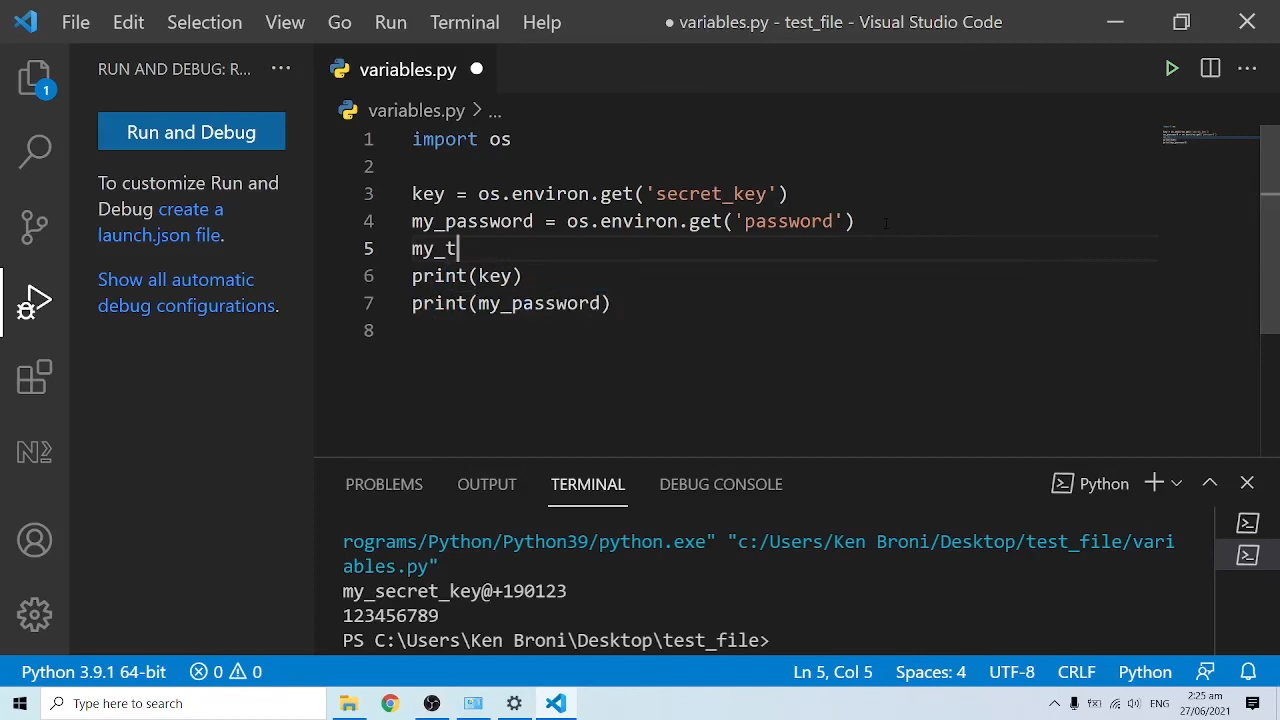 File Edit Selection View Go Run Terminal Help ● variables.py - test_file - Visual Studio Code
1
RUN AND DEBUG: R... ...
Run and Debug
To customize Run and
Debug create a
launch.json file.
Show all automatic
debug configurations.
variables.py
variables.py > ...
1 import os
2
3 key = os.environ.get('secret_key')
4 my_password = os.environ.get('password')
5 my_t
6 print(key)
7 print(my_password)
8
PROBLEMS OUTPUT TERMINAL DEBUG CONSOLE Python
rograms/Python/Python39/python.exe" "c:/Users/Ken Broni/Desktop/test_file/vari
ables.py"
my_secret_key@+190123
123456789
PS C:\Users\Ken Broni\Desktop\test_file>
Python 3.9.1 64-bit 0 0 Ln 5, Col 5 Spaces: 4 UTF-8 CRLF Python
Type here to search
ENG
2:25 am
27/06/2021